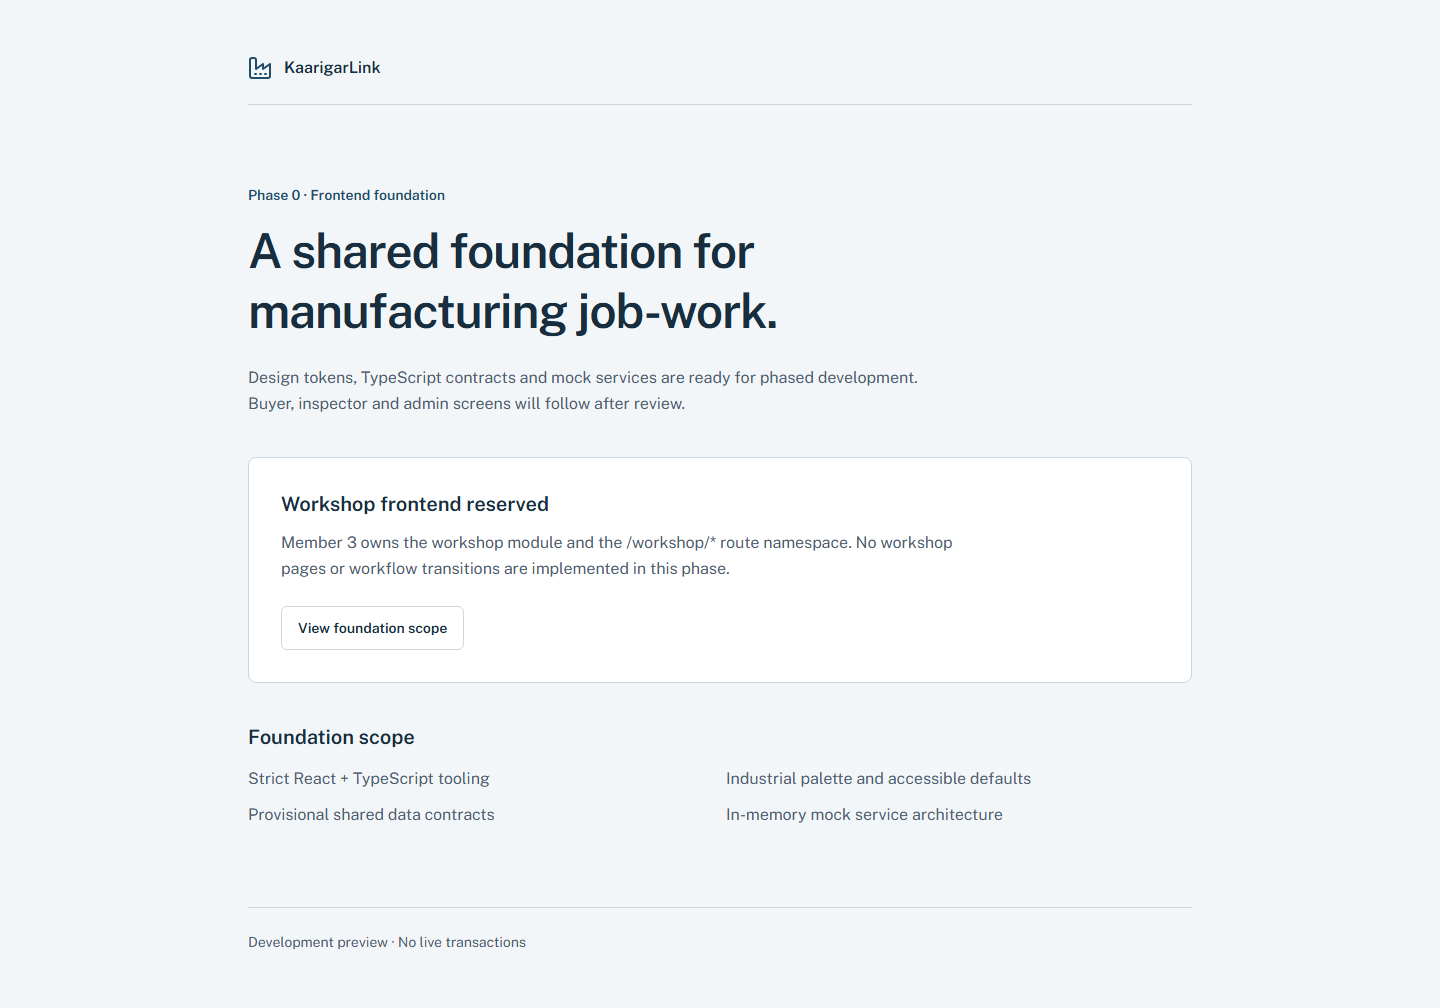 KaarigarLink
Phase 0 · Frontend foundation
A shared foundation for
manufacturing job-work.
Design tokens, TypeScript contracts and mock services are ready for phased development.
Buyer, inspector and admin screens will follow after review.
Workshop frontend reserved
Member 3 owns the workshop module and the /workshop/* route namespace. No workshop
pages or workflow transitions are implemented in this phase.
View foundation scope
Foundation scope
Strict React + TypeScript tooling
Industrial palette and accessible defaults
Provisional shared data contracts
In-memory mock service architecture
Development preview · No live transactions